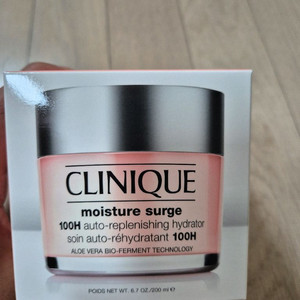 CLINIQUE
moisture surge
100H auto-replenishing hydrator
soin auto-réhydratant 100H
ALOE VERA BIO-FERMENT TECHNOLOGY
POIDS NET WT. 6.7 OZ./200 ml ℮